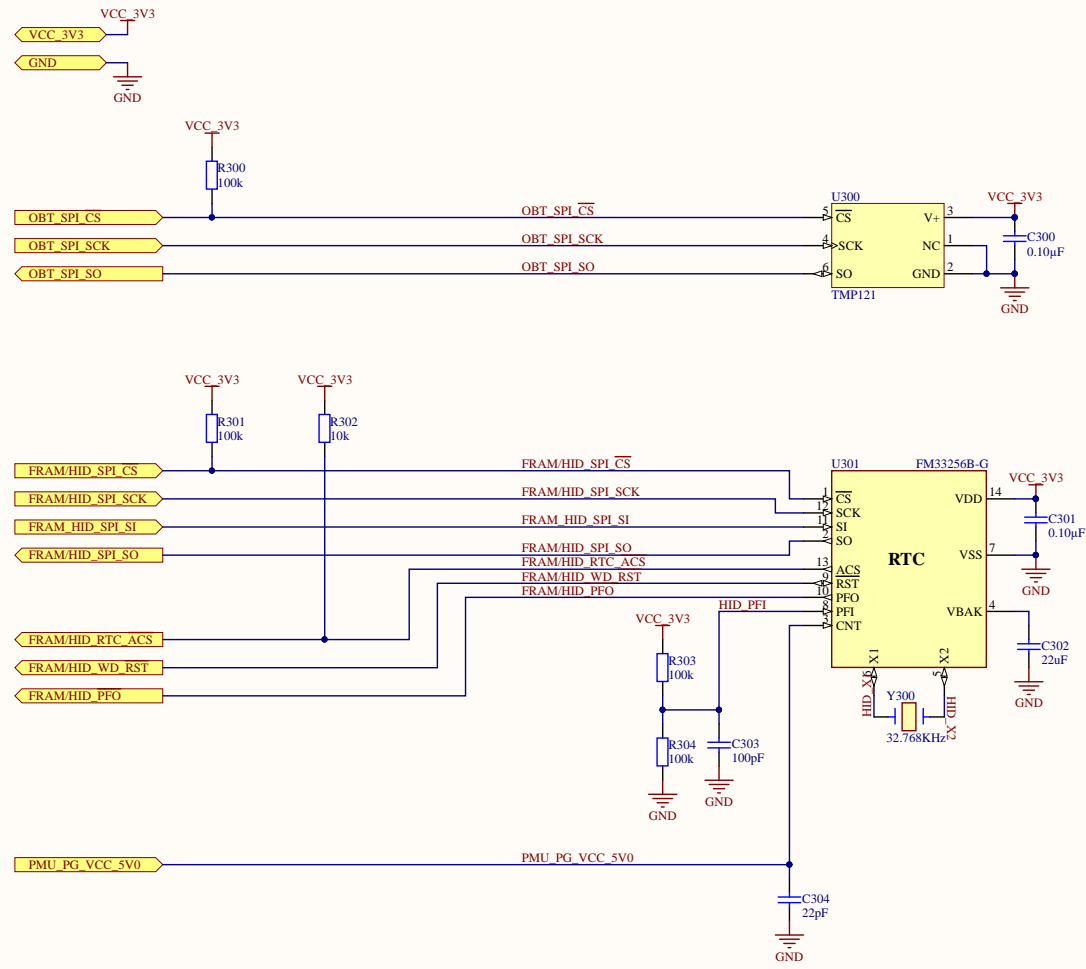 VCC_3V3
VCC_3V3
GND
GND
VCC_3V3
R300
100k
U300
OBT_SPI_CS
OBT_SPI_CS
5
CS
V+
3
VCC_3V3
OBT_SPI_SCK
OBT_SPI_SCK
4
SCK
NC
1
C300
0.10µF
OBT_SPI_SO
OBT_SPI_SO
6
SO
GND
2
TMP121
GND
VCC_3V3
VCC_3V3
R301
100k
R302
10k
FRAM/HID_SPI_CS
FRAM/HID_SPI_CS
U301
FM33256B-G
FRAM/HID_SPI_SCK
FRAM/HID_SPI_SCK
1
CS
VDD
14
VCC_3V3
12
SCK
FRAM_HID_SPI_SI
FRAM_HID_SPI_SI
11
SI
C301
0.10µF
2
SO
FRAM/HID_SPI_SO
FRAM/HID_SPI_SO
RTC
VSS
7
FRAM/HID_RTC_ACS
13
ACS
GND
FRAM/HID_WD_RST
9
RST
FRAM/HID_PFO
10
PFO
HID_PFI
8
PFI
VBAK
4
VCC_3V3
3
CNT
FRAM/HID_RTC_ACS
C302
22uF
FRAM/HID_WD_RST
R303
100k
X1
X2
6
5
GND
FRAM/HID_PFO
HID_X1
Y300
HID_X2
32.768KHz
R304
100k
C303
100pF
GND
GND
PMU_PG_VCC_5V0
PMU_PG_VCC_5V0
C304
22pF
GND